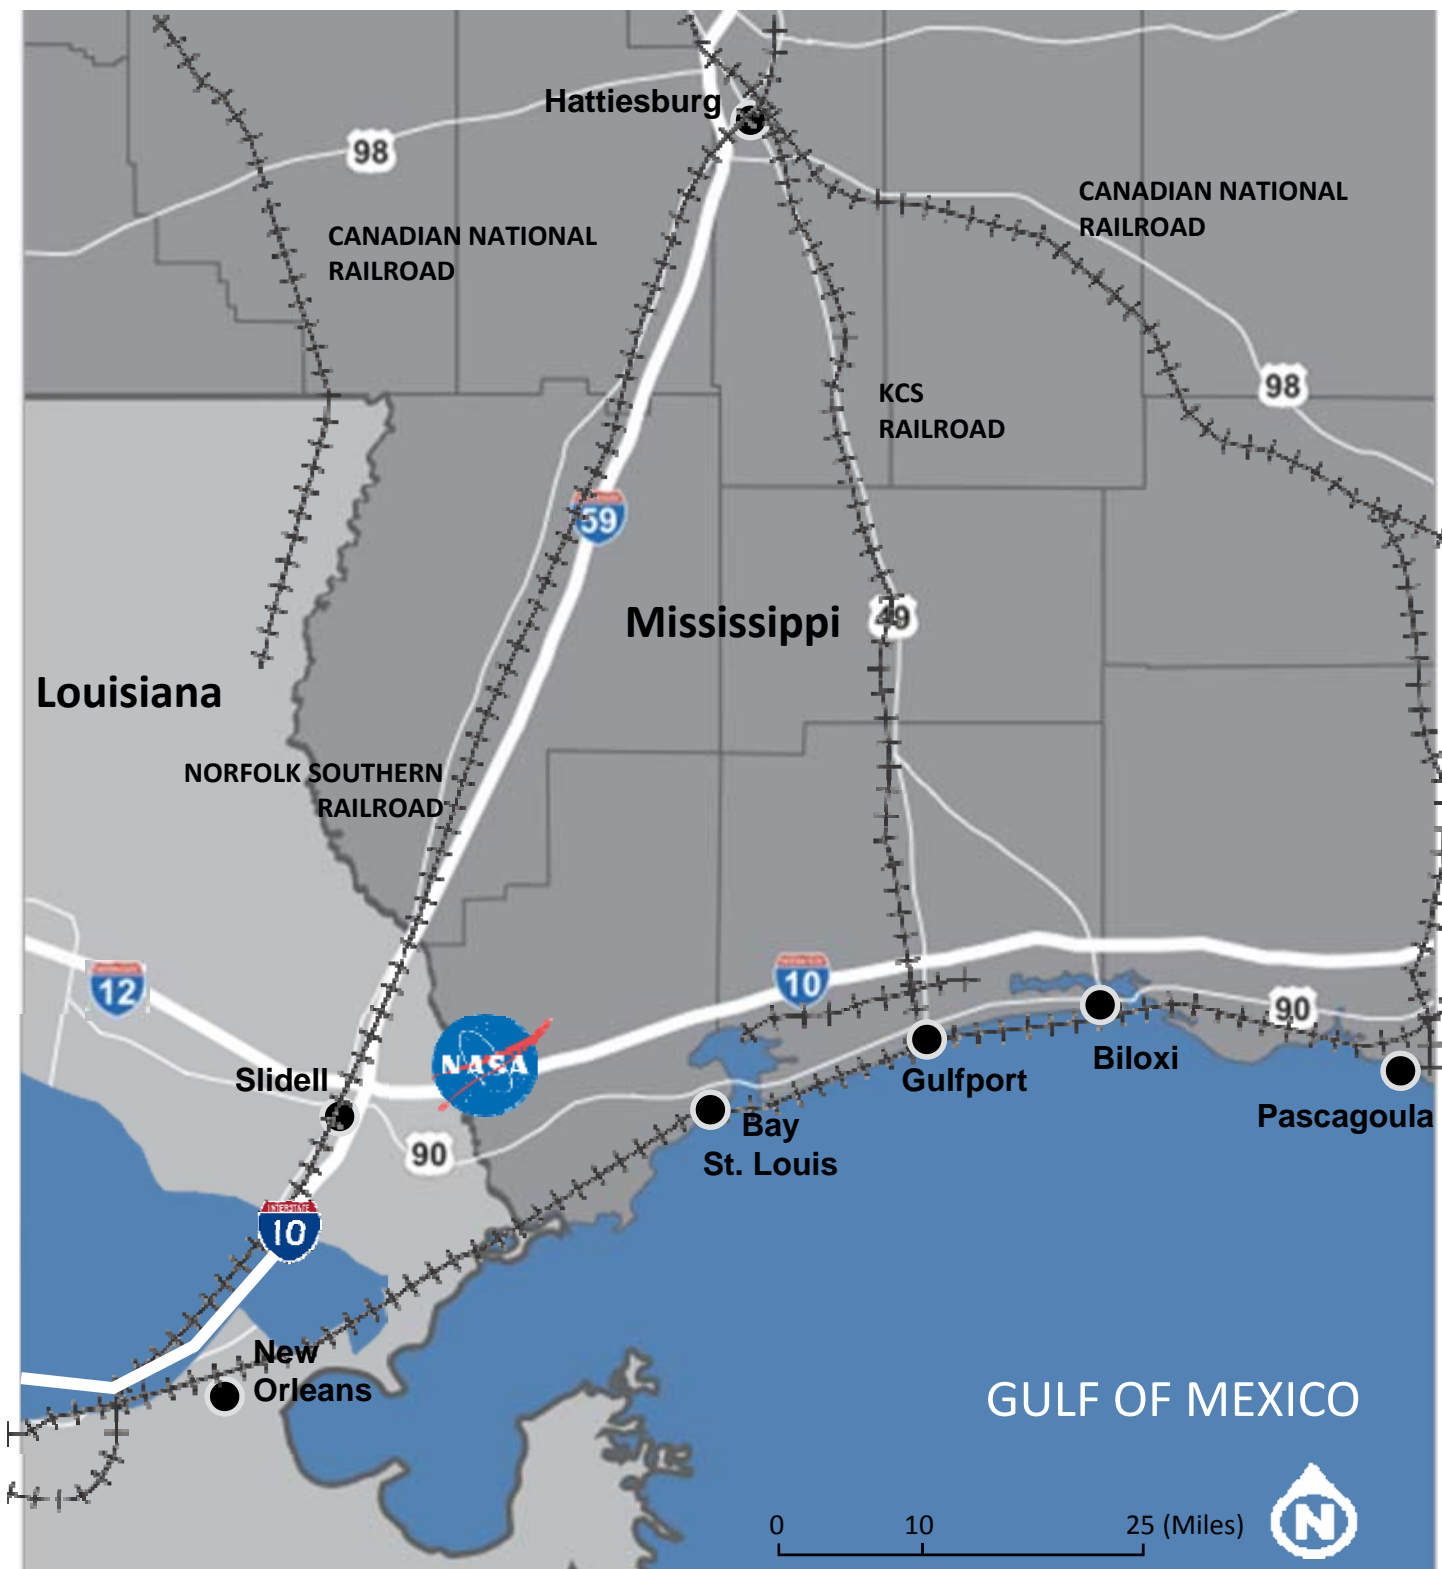 Hattiesburg
98
CANADIAN NATIONAL
RAILROAD
CANADIAN NATIONAL
RAILROAD
98
KCS
RAILROAD
59
Mississippi
49
Louisiana
NORFOLK SOUTHERN
RAILROAD
12
10
90
NASA
Slidell
Gulfport
Biloxi
Pascagoula
90
Bay
St. Louis
INTERSTATE
10
New
Orleans
GULF OF MEXICO
0 10 25 (Miles)
N